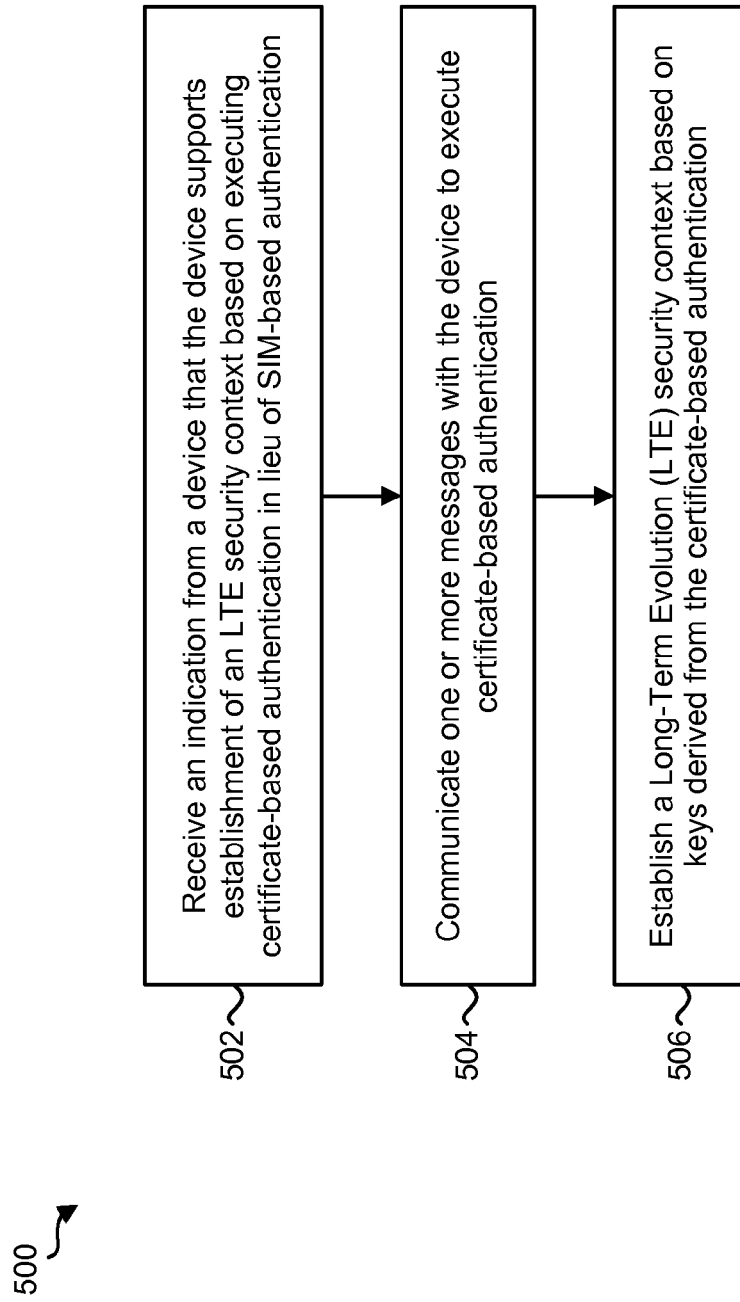 500
502
Receive an indication from a device that the device supports
establishment of an LTE security context based on executing
certificate-based authentication in lieu of SIM-based authentication
504
Communicate one or more messages with the device to execute
certificate-based authentication
506
Establish a Long-Term Evolution (LTE) security context based on
keys derived from the certificate-based authentication